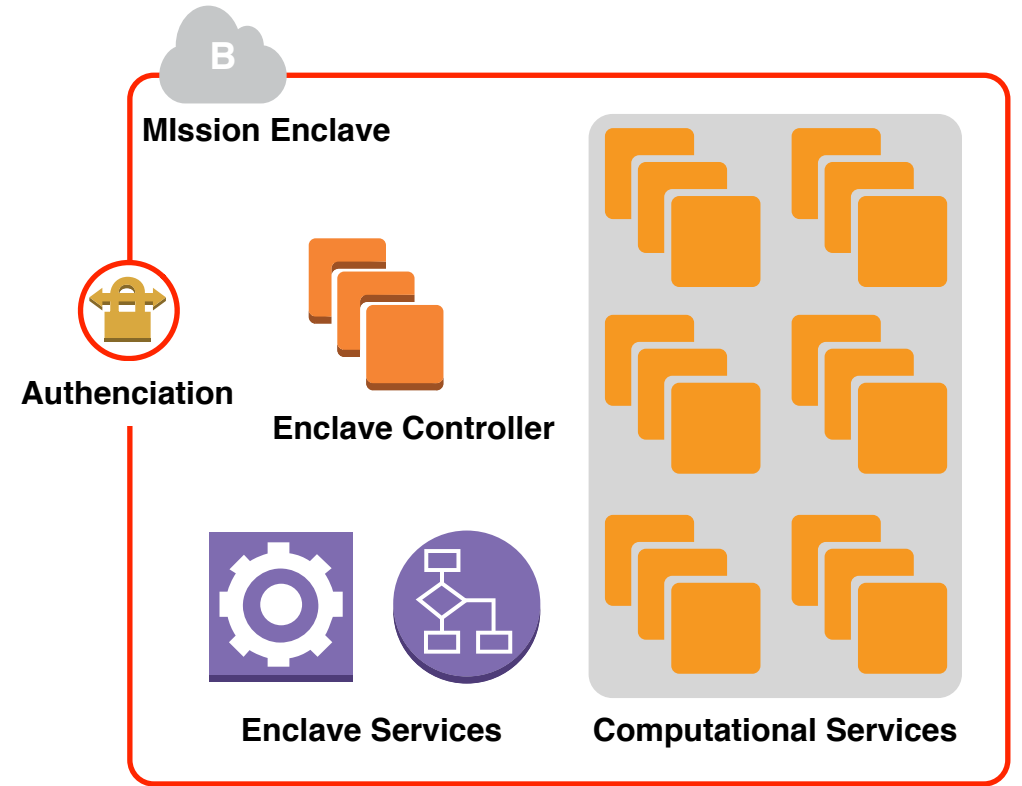 B
MIssion Enclave
Authenciation
Enclave Controller
Enclave Services
Computational Services